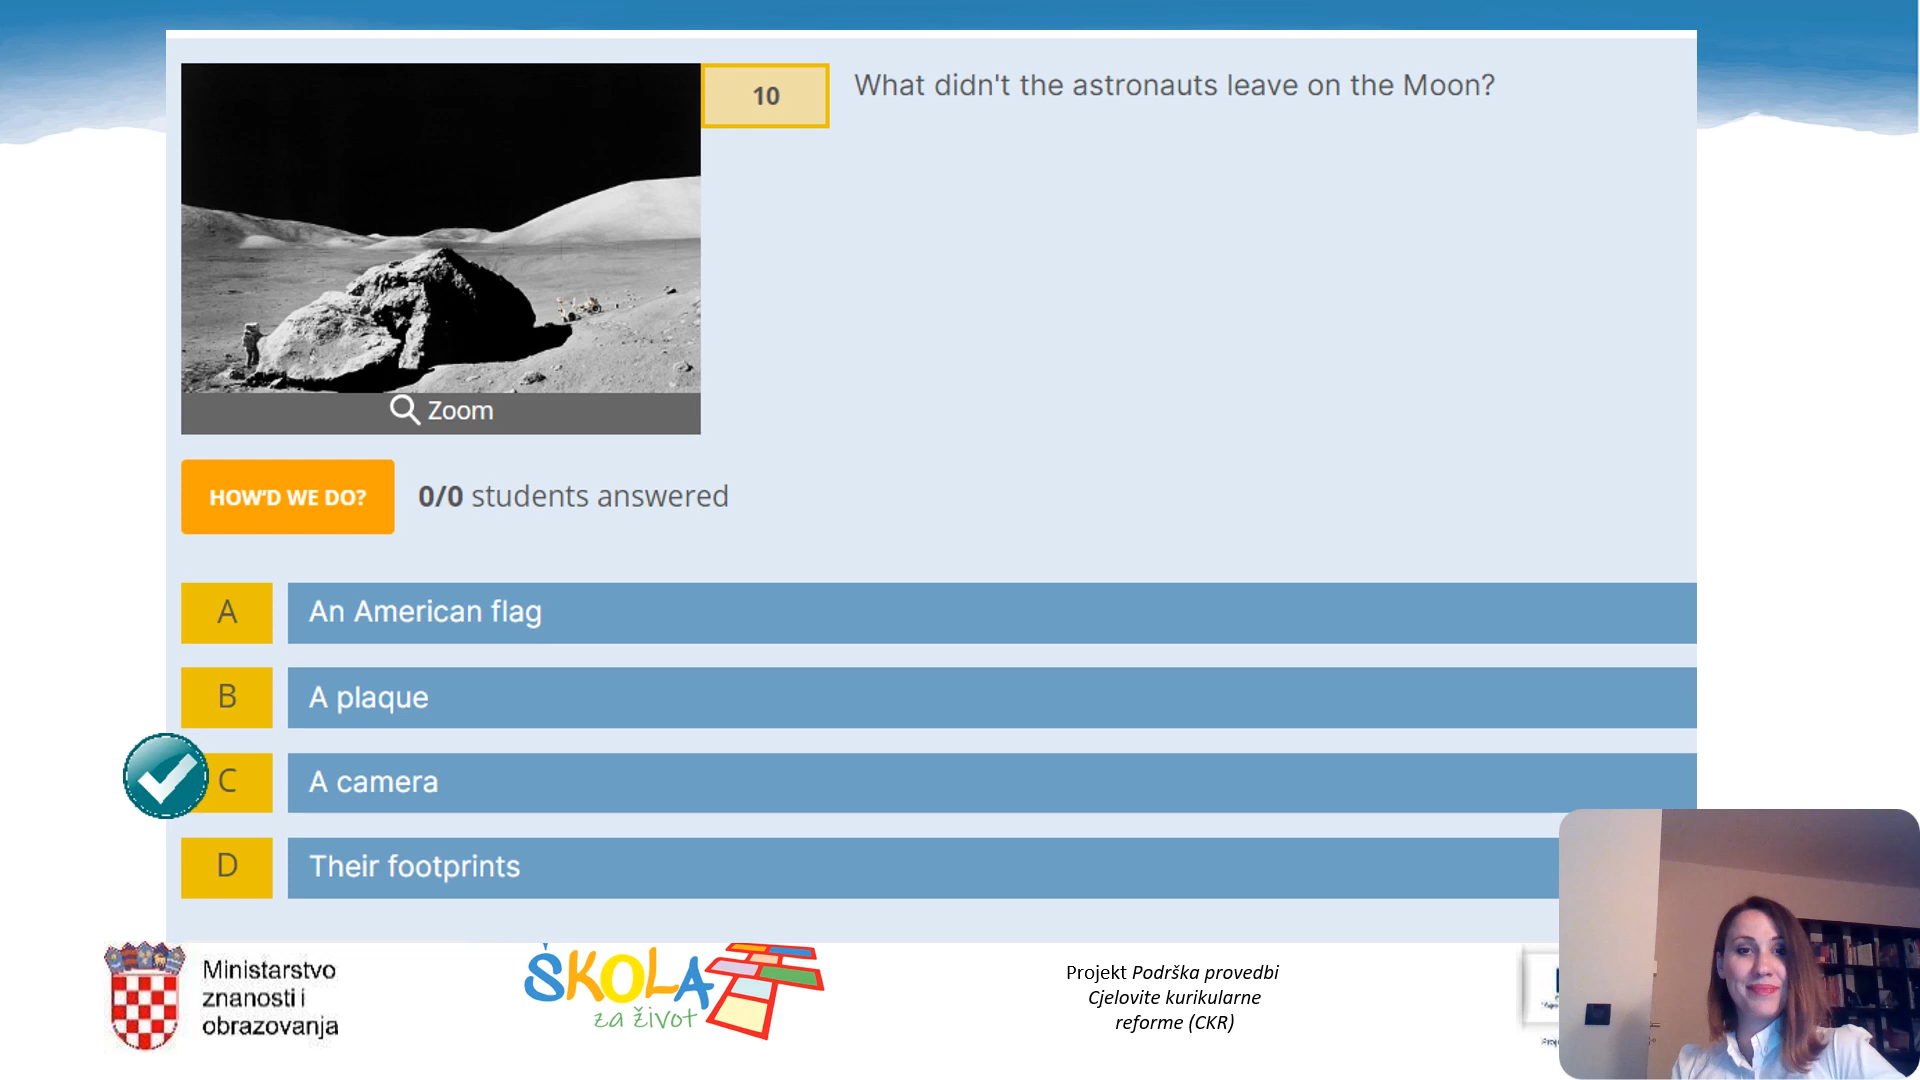 10
What didn't the astronauts leave on the Moon?
Zoom
HOW'D WE DO?
0/0 students answered
A
An American flag
B
A plaque
C
A camera
D
Their footprints
Ministarstvo
znanosti i
obrazovanja
ŠKOLA
za život
Projekt Podrška provedbi
Cjelovite kurikularne
reforme (CKR)